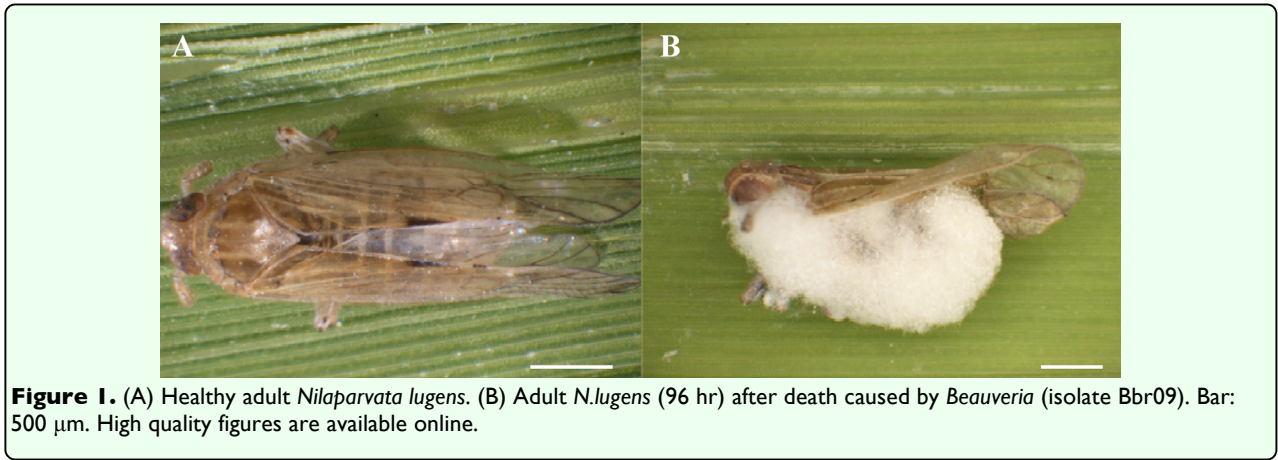 A
B
Figure 1. (A) Healthy adult Nilaparvata lugens. (B) Adult N.lugens (96 hr) after death caused by Beauveria (isolate Bbr09). Bar:
500 μm. High quality figures are available online.